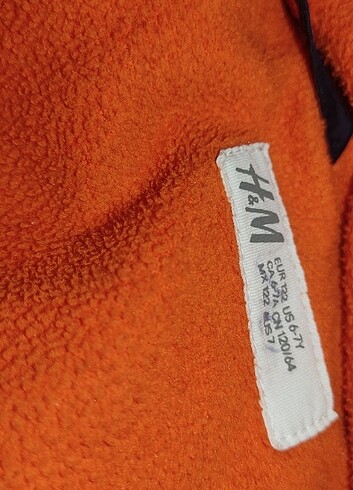 H&M
EUR 122 US 6-7Y
CA 6-7A CN 120/64
MX 122 AUS 7